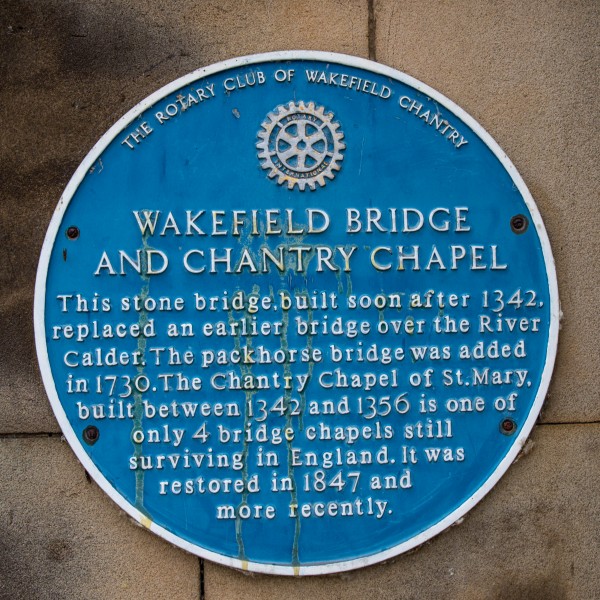 THE ROTARY CLUB OF WAKEFIELD CHANTRY
ROTARY
INTERNATIONAL
WAKEFIELD BRIDGE
AND CHANTRY CHAPEL
This stone bridge, built soon after 1342,
replaced an earlier bridge over the River
Calder. The packhorse bridge was added
in 1730. The Chantry Chapel of St. Mary,
built between 1342 and 1356 is one of
only 4 bridge chapels still
surviving in England. It was
restored in 1847 and
more recently.